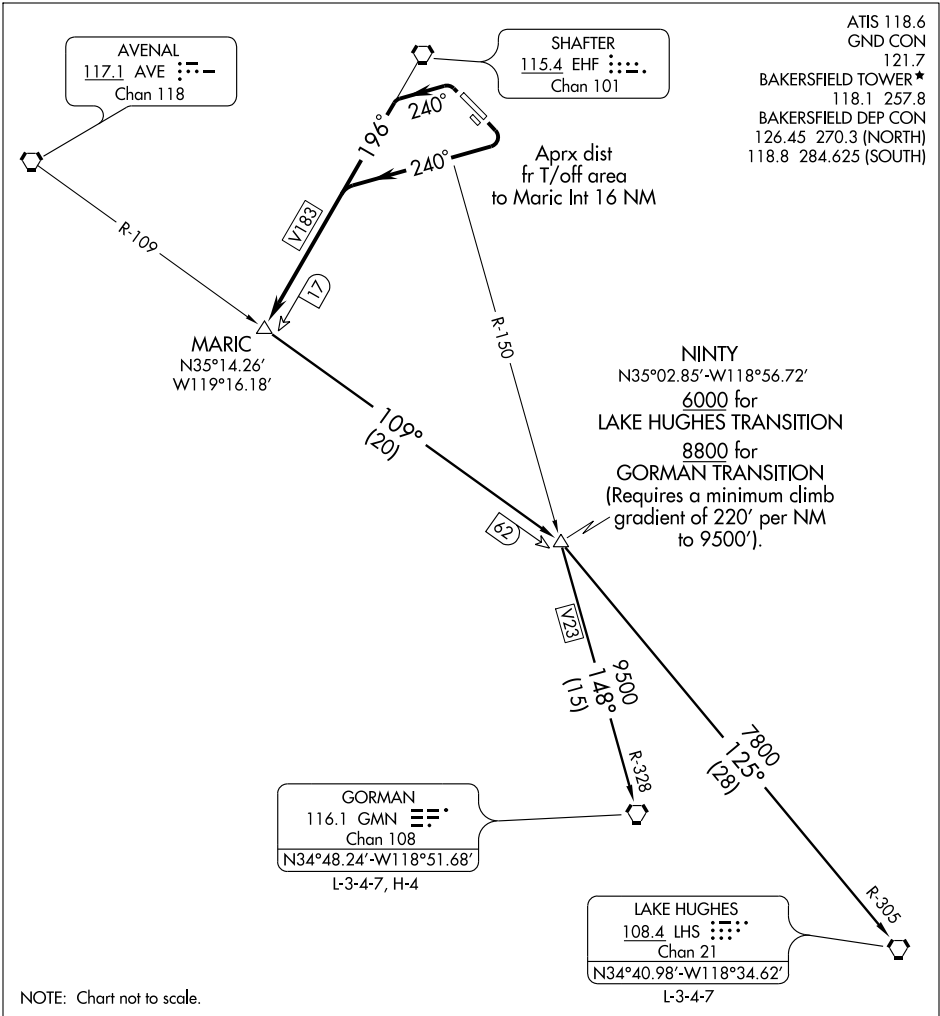 ATIS 118.6
GND CON
121.7
BAKERSFIELD TOWER★
118.1 257.8
BAKERSFIELD DEP CON
126.45 270.3 (NORTH)
118.8 284.625 (SOUTH)
AVENAL
117.1 AVE
Chan 118
SHAFTER
115.4 EHF
Chan 101
240°
196°
240°
Aprx dist
fr T/off area
to Maric Int 16 NM
R-109
V183
17
R-150
MARIC
N35°14.26'
W119°16.18'
109°
(20)
NINTY
N35°02.85'-W118°56.72'
6000 for
LAKE HUGHES TRANSITION
8800 for
GORMAN TRANSITION
(Requires a minimum climb
gradient of 220' per NM
to 9500').
62
V23
9500
148°
(15)
R-328
7800
125°
(28)
R-305
GORMAN
116.1 GMN
Chan 108
N34°48.24'-W118°51.68'
L-3-4-7, H-4
LAKE HUGHES
108.4 LHS
Chan 21
N34°40.98'-W118°34.62'
L-3-4-7
NOTE: Chart not to scale.